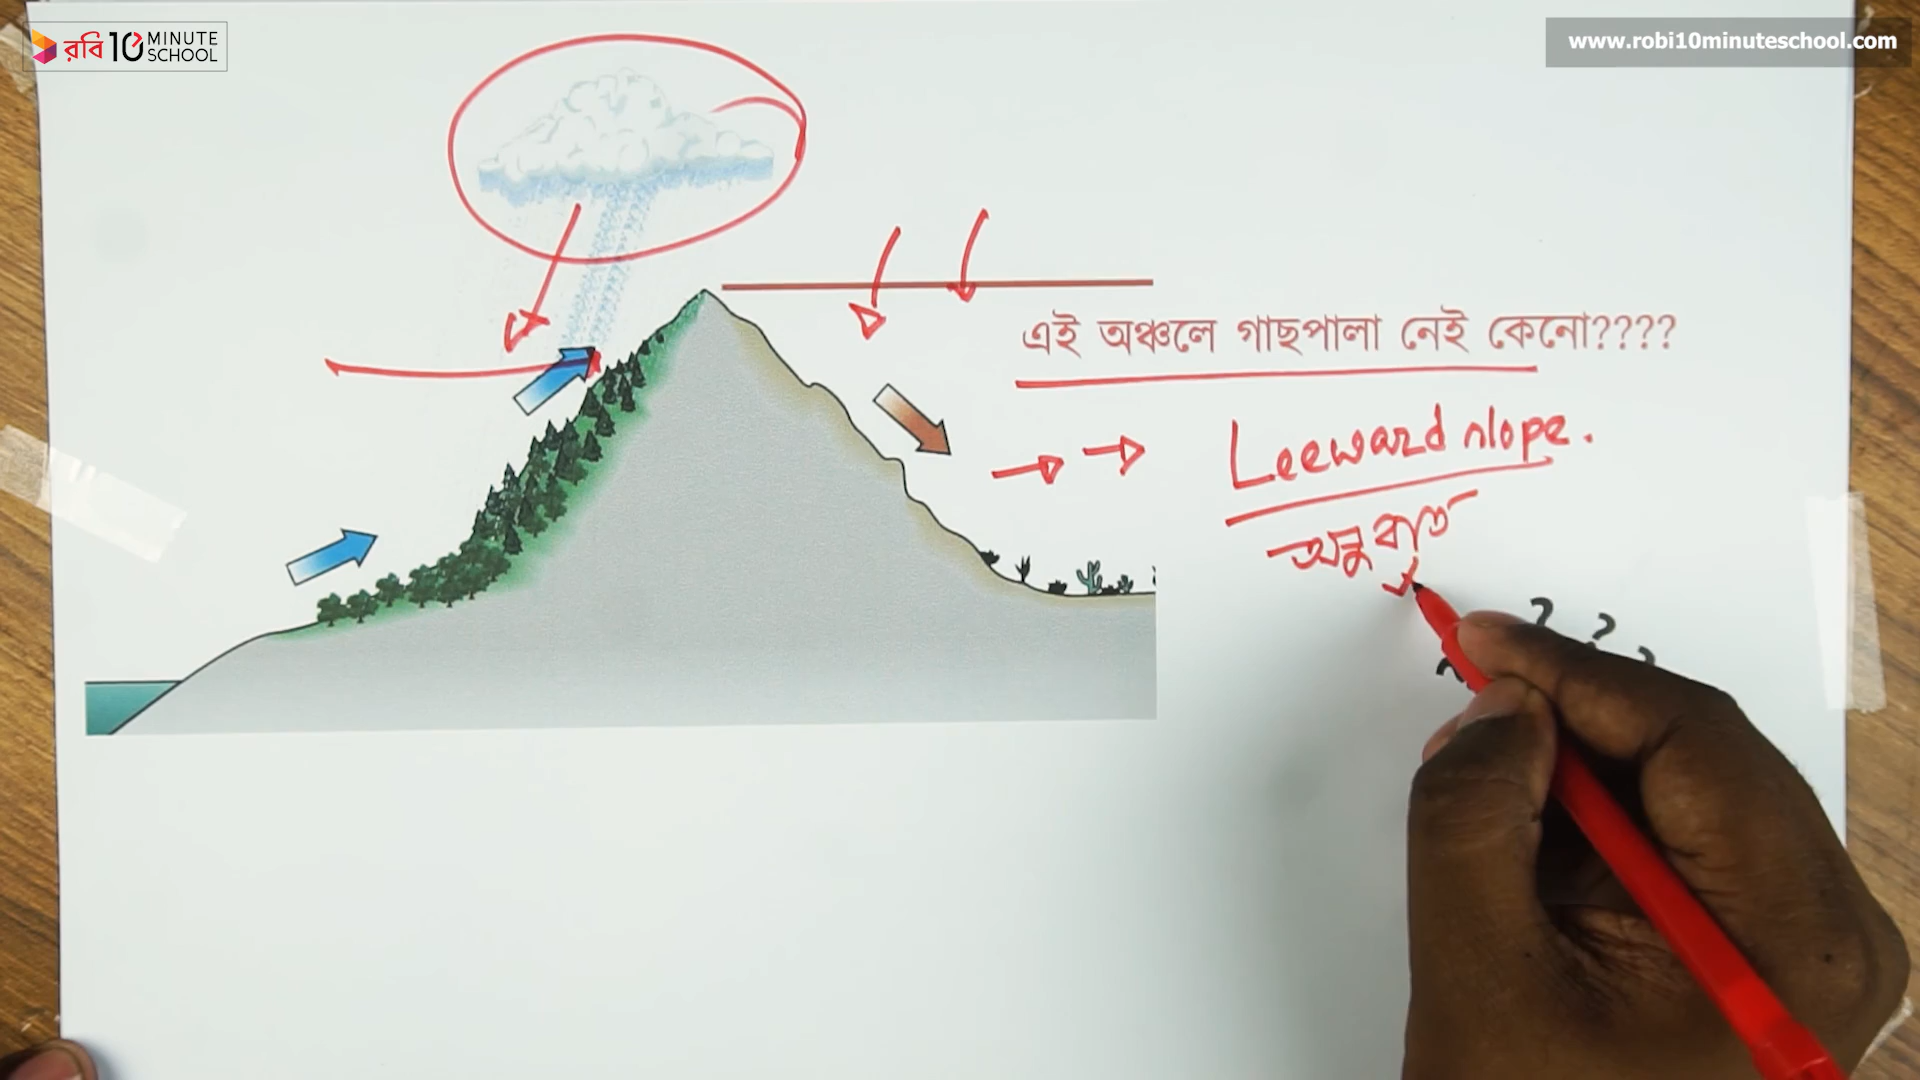 রবি 10 MINUTE SCHOOL
www.robi10minuteschool.com
এই অঞ্চলে গাছপালা নেই কেনো????
Leeward slope.
অনুবাত
? ?